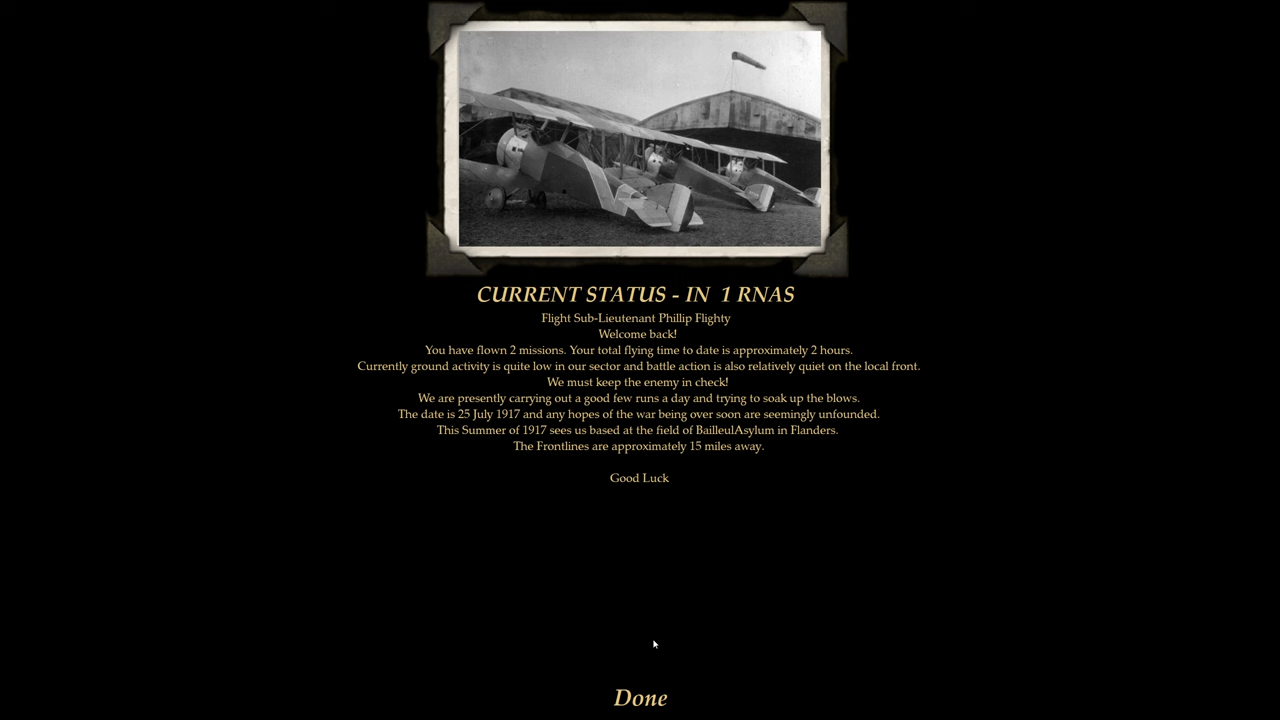 CURRENT STATUS - IN 1 RNAS
Flight Sub-Lieutenant Phillip Flighty
Welcome back!
You have flown 2 missions. Your total flying time to date is approximately 2 hours.
Currently ground activity is quite low in our sector and battle action is also relatively quiet on the local front.
We must keep the enemy in check!
We are presently carrying out a good few runs a day and trying to soak up the blows.
The date is 25 July 1917 and any hopes of the war being over soon are seemingly unfounded.
This Summer of 1917 sees us based at the field of BailleulAsylum in Flanders.
The Frontlines are approximately 15 miles away.
Good Luck
Done